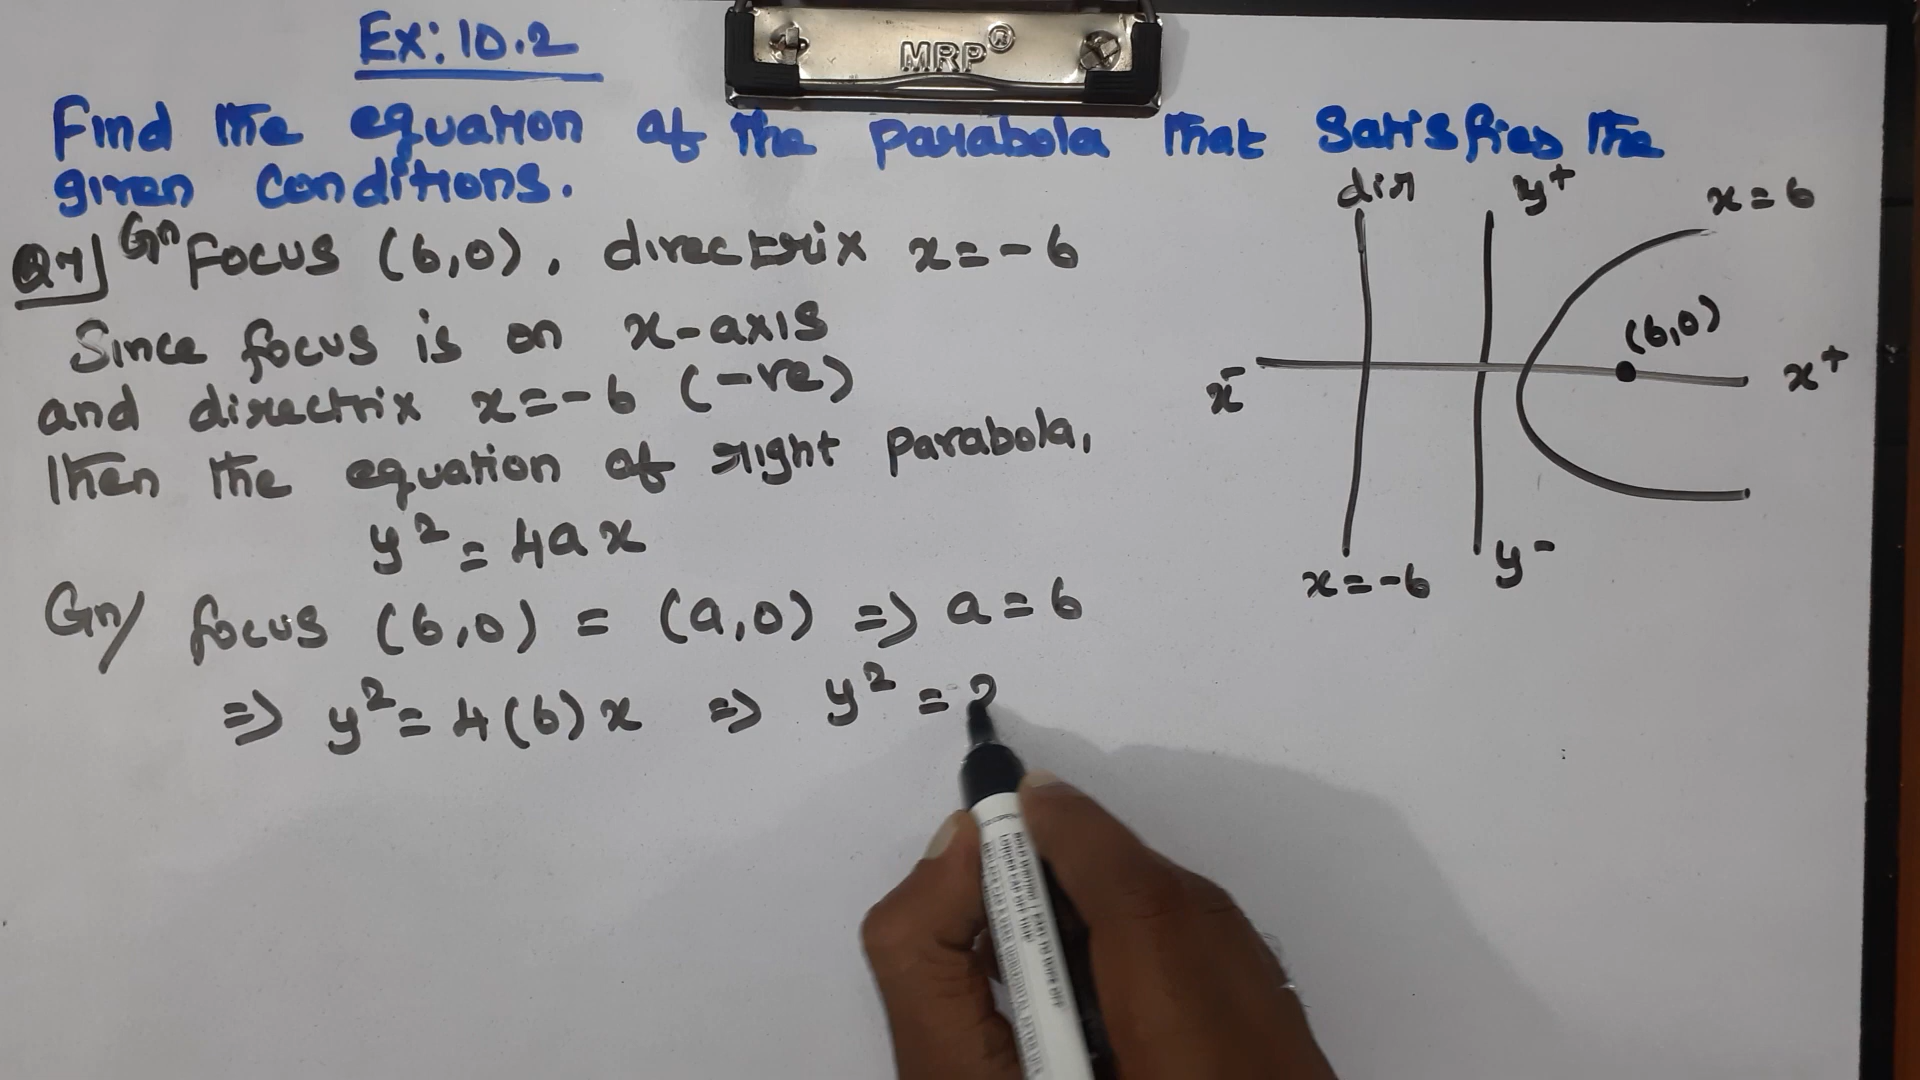 Ex: 10.2
MRP®
Find the equation of the parabola that satisfies the
given conditions.
Q7] Gn Focus (6,0), directrix x=-6
Since focus is on x-axis
and directrix x=-6 (-ve)
Then the equation of right parabola,
y² = 4ax
Gn/ focus (6,0) = (a,0) => a=6
=> y² = 4(6)x => y² = 2
dir
y+
x=6
(6,0)
x-
x+
x=-6
y-